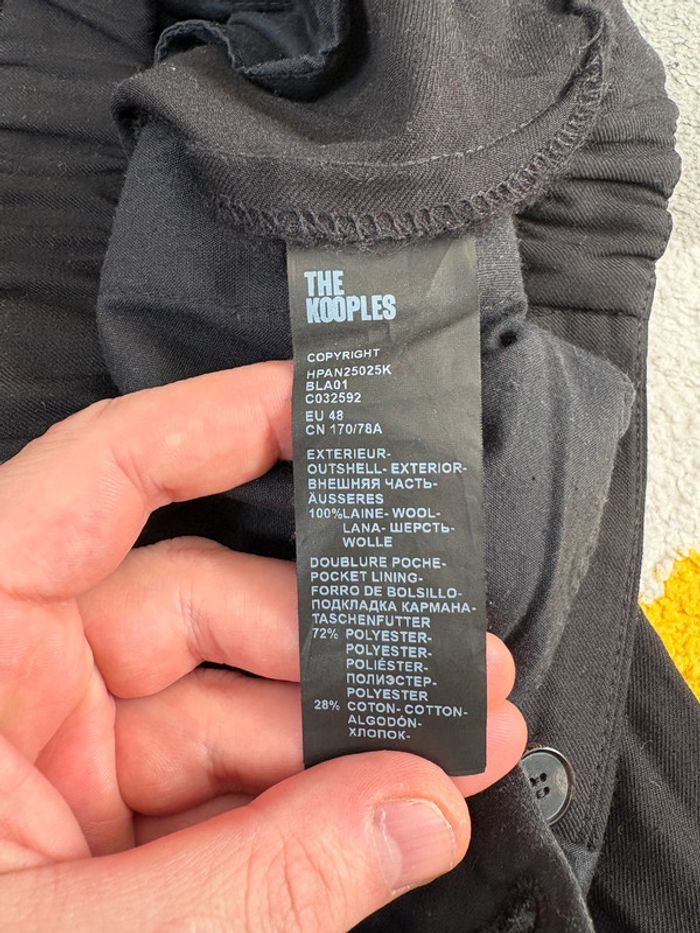 THE
KOOPLES
COPYRIGHT
HPAN25025K
BLA01
C032592
EU 48
CN 170/78A
EXTERIEUR-
OUTSHELL- EXTERIOR-
ВНЕШНЯЯ ЧАСТЬ-
ÄUSSERES
100%LAINE- WOOL-
LANA- ШЕРСТЬ-
WOLLE
DOUBLURE POCHE-
POCKET LINING-
FORRO DE BOLSILLO-
ПОДКЛАДКА КАРМАНА-
TASCHENFUTTER
72% POLYESTER-
POLYESTER-
POLIÉSTER-
ПОЛИЭСТЕР-
POLYESTER
28% COTON- COTTON-
ALGODÓN-
ХЛОПОК-